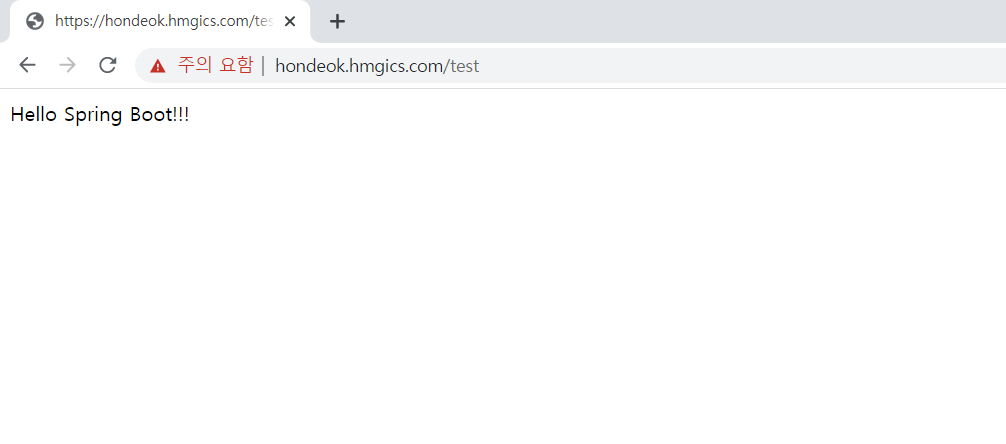 https://hondeok.hmgics.com/tes
주의 요함 | hondeok.hmgics.com/test
Hello Spring Boot!!!